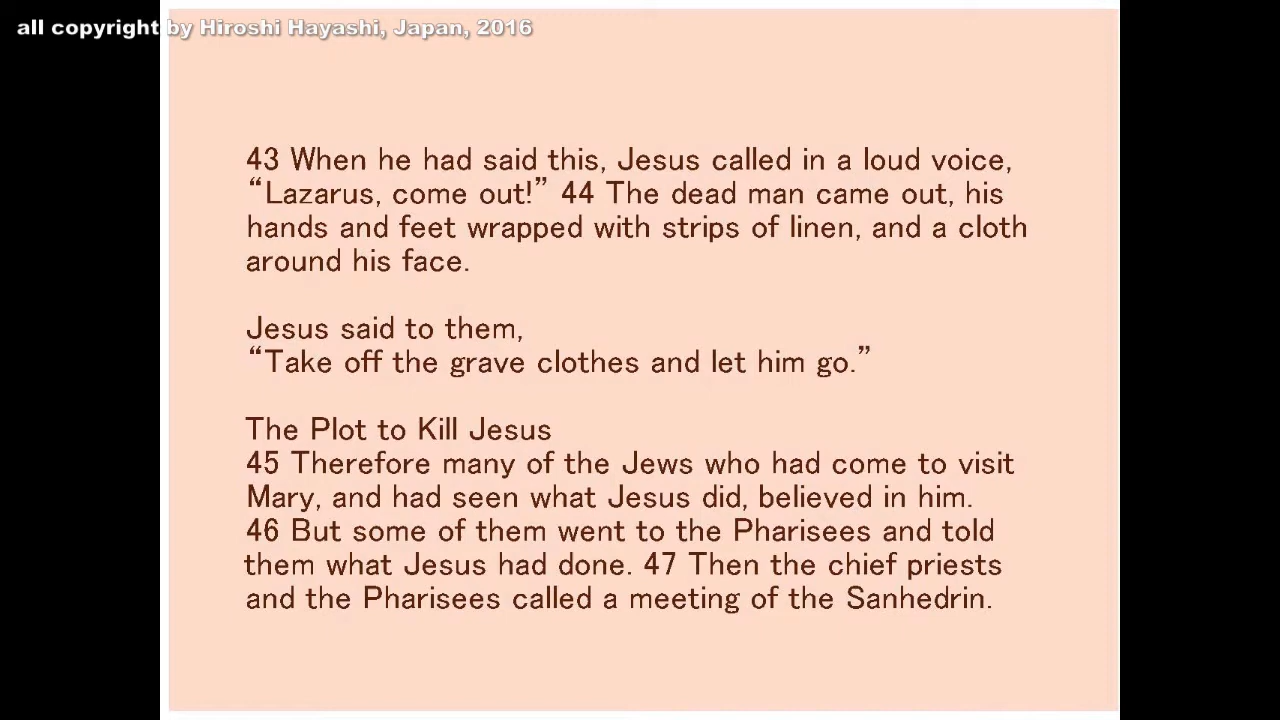 all copyright by Hiroshi Hayashi, Japan, 2016
43 When he had said this, Jesus called in a loud voice,
“Lazarus, come out!” 44 The dead man came out, his
hands and feet wrapped with strips of linen, and a cloth
around his face.
Jesus said to them,
“Take off the grave clothes and let him go.”
The Plot to Kill Jesus
45 Therefore many of the Jews who had come to visit
Mary, and had seen what Jesus did, believed in him.
46 But some of them went to the Pharisees and told
them what Jesus had done. 47 Then the chief priests
and the Pharisees called a meeting of the Sanhedrin.